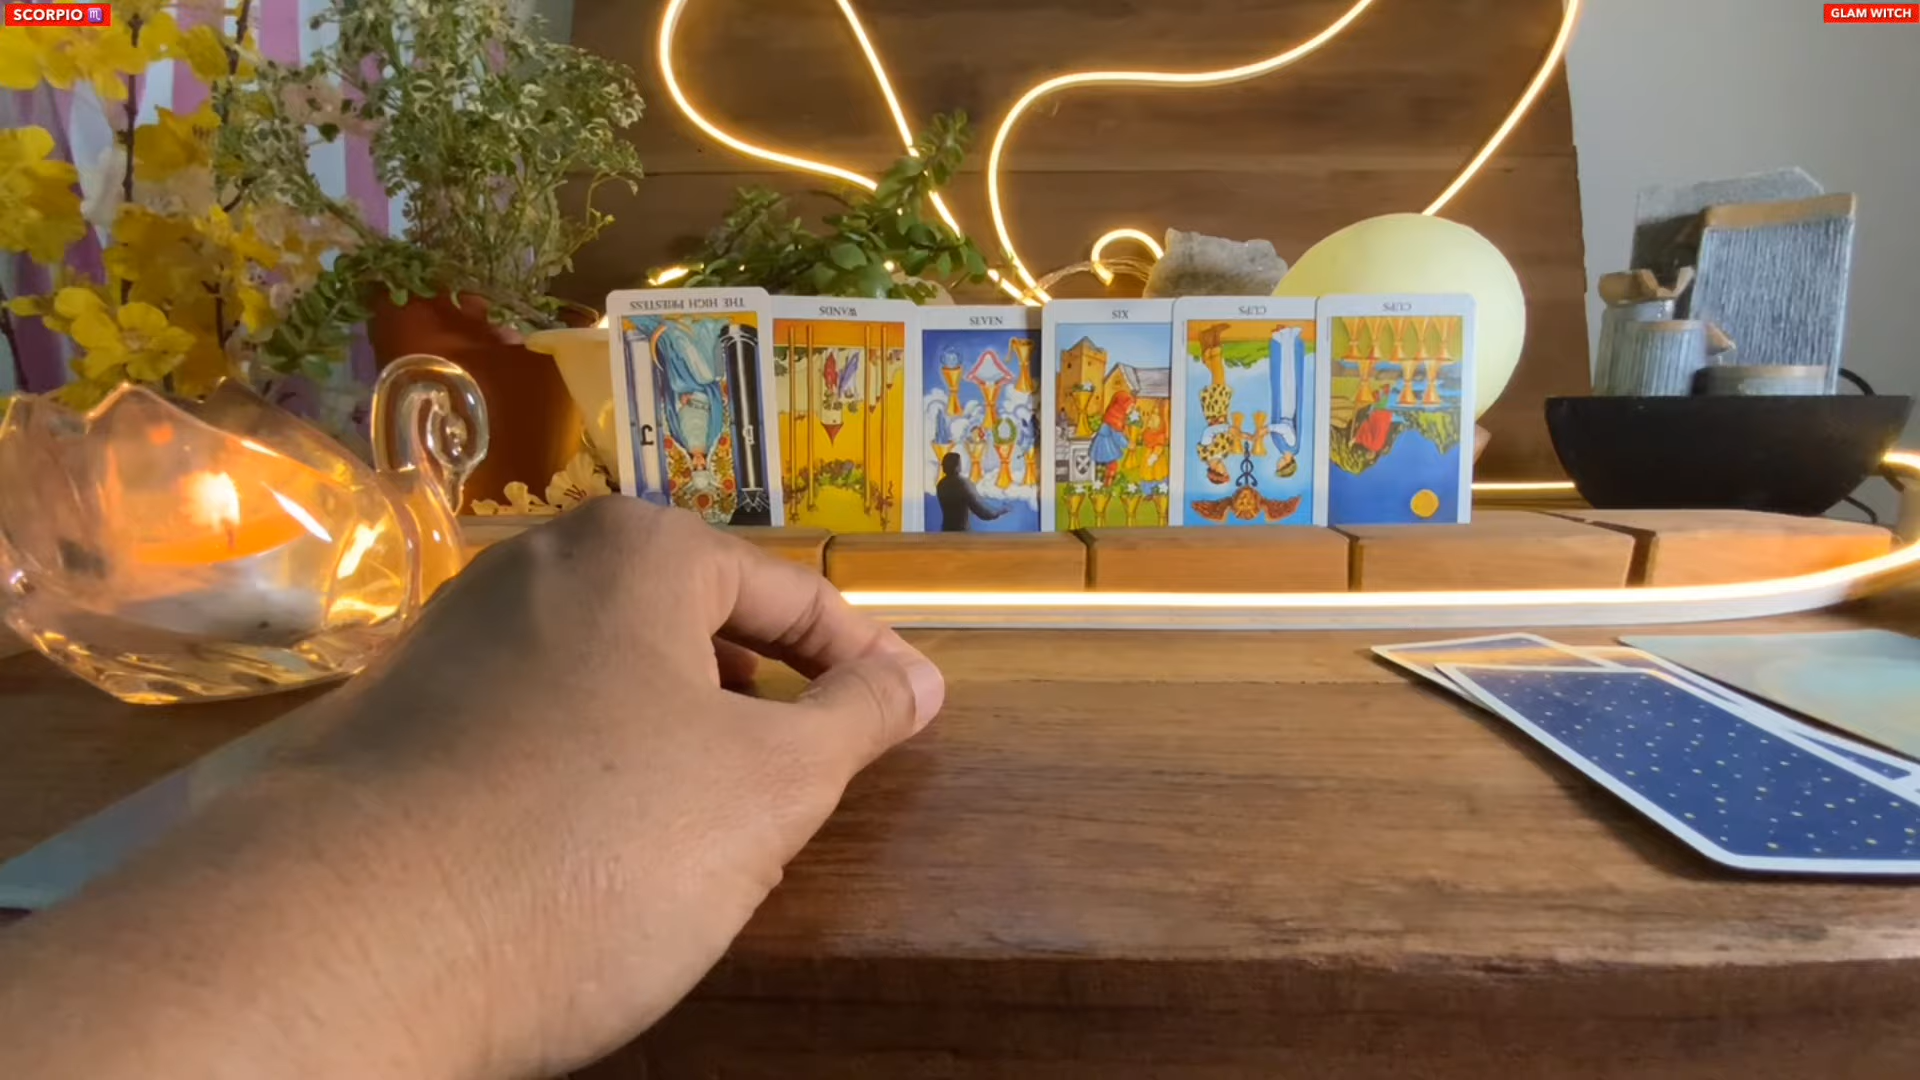 SCORPIO ♏
GLAM WITCH
THE HIGH PRIESTESS
WANDS
SEVEN
SIX
CUPS
CUPS